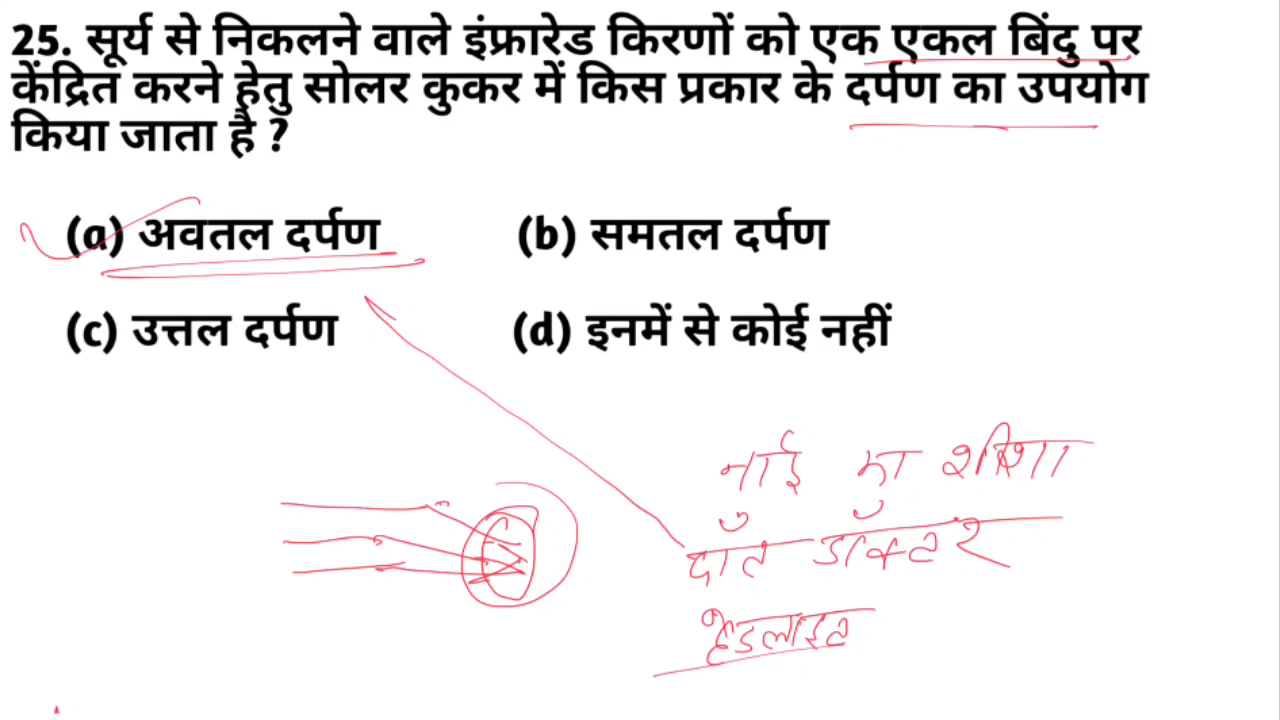 25. सूर्य से निकलने वाले इंफ्रारेड किरणों को एक एकल बिंदु पर
केंद्रित करने हेतु सोलर कुकर में किस प्रकार के दर्पण का उपयोग
किया जाता है ?
(a) अवतल दर्पण (b) समतल दर्पण
(c) उत्तल दर्पण (d) इनमें से कोई नहीं
नाई का शीशा
दाँत डॉक्टर
हैडलाइट